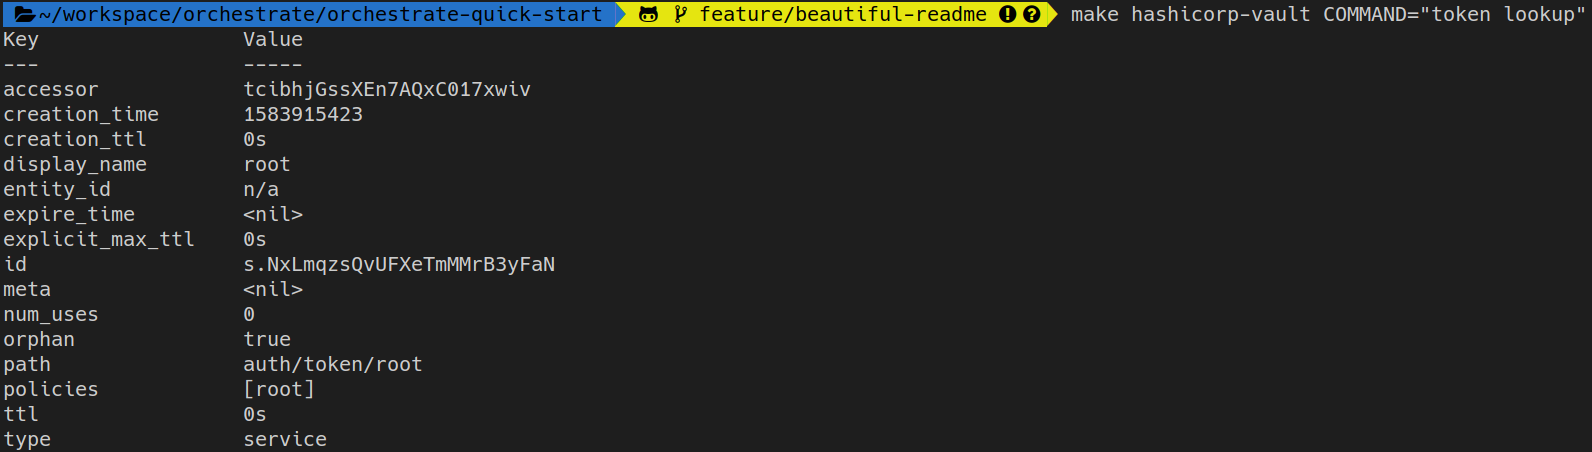 ~/workspace/orchestrate/orchestrate-quick-start feature/beautiful-readme make hashicorp-vault COMMAND="token lookup"
Key Value
--- -----
accessor tcibhjGssXEn7AQxC017xwiv
creation_time 1583915423
creation_ttl 0s
display_name root
entity_id n/a
expire_time <nil>
explicit_max_ttl 0s
id s.NxLmqzsQvUFXeTmMMrB3yFaN
meta <nil>
num_uses 0
orphan true
path auth/token/root
policies [root]
ttl 0s
type service